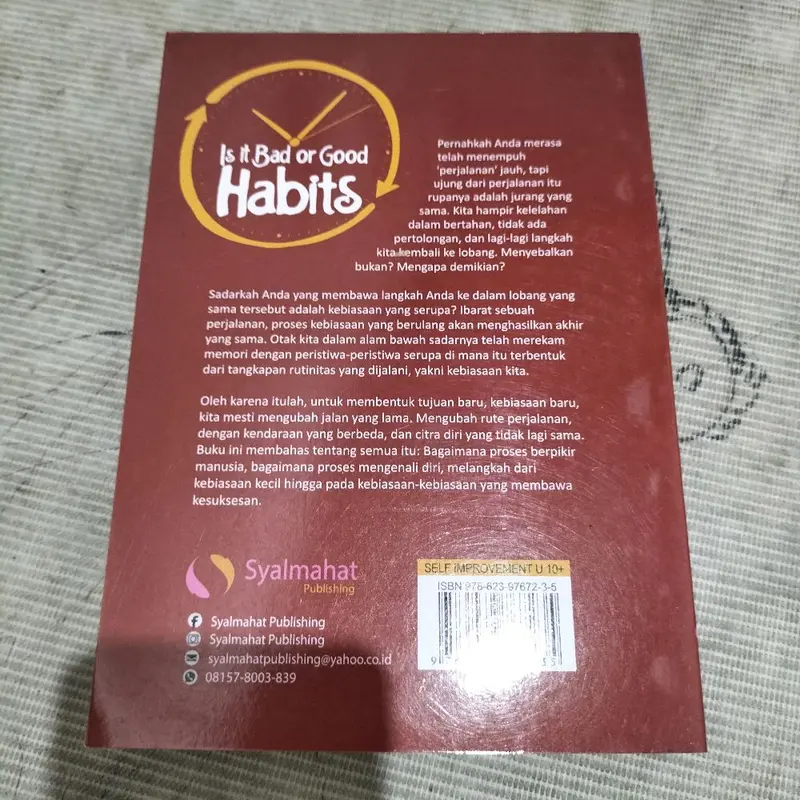 Is it Bad or Good
Habits
Pernahkah Anda merasa
telah menempuh
'perjalanan' jauh, tapi
ujung dari perjalanan itu
rupanya adalah jurang yang
sama. Kita hampir kelelahan
dalam bertahan, tidak ada
pertolongan, dan lagi-lagi langkah
kita kembali ke lobang. Menyebalkan
bukan? Mengapa demikian?
Sadarkah Anda yang membawa langkah Anda ke dalam lobang yang
sama tersebut adalah kebiasaan yang serupa? Ibarat sebuah
perjalanan, proses kebiasaan yang berulang akan menghasilkan akhir
yang sama. Otak kita dalam alam bawah sadarnya telah merekam
memori dengan peristiwa-peristiwa serupa di mana itu terbentuk
dari tangkapan rutinitas yang dijalani, yakni kebiasaan kita.
Oleh karena itulah, untuk membentuk tujuan baru, kebiasaan baru,
kita mesti mengubah jalan yang lama. Mengubah rute perjalanan,
dengan kendaraan yang berbeda, dan citra diri yang tidak lagi sama.
Buku ini membahas tentang semua itu: Bagaimana proses berpikir
manusia, bagaimana proses mengenali diri, melangkah dari
kebiasaan kecil hingga pada kebiasaan-kebiasaan yang membawa
kesuksesan.
Syalmahat
Publishing
Syalmahat Publishing
Syalmahat Publishing
syalmahatpublishing@yahoo.co.id
08157-8003-839
SELF IMPROVEMENT U 10+
ISBN 978-623-97672-3-5